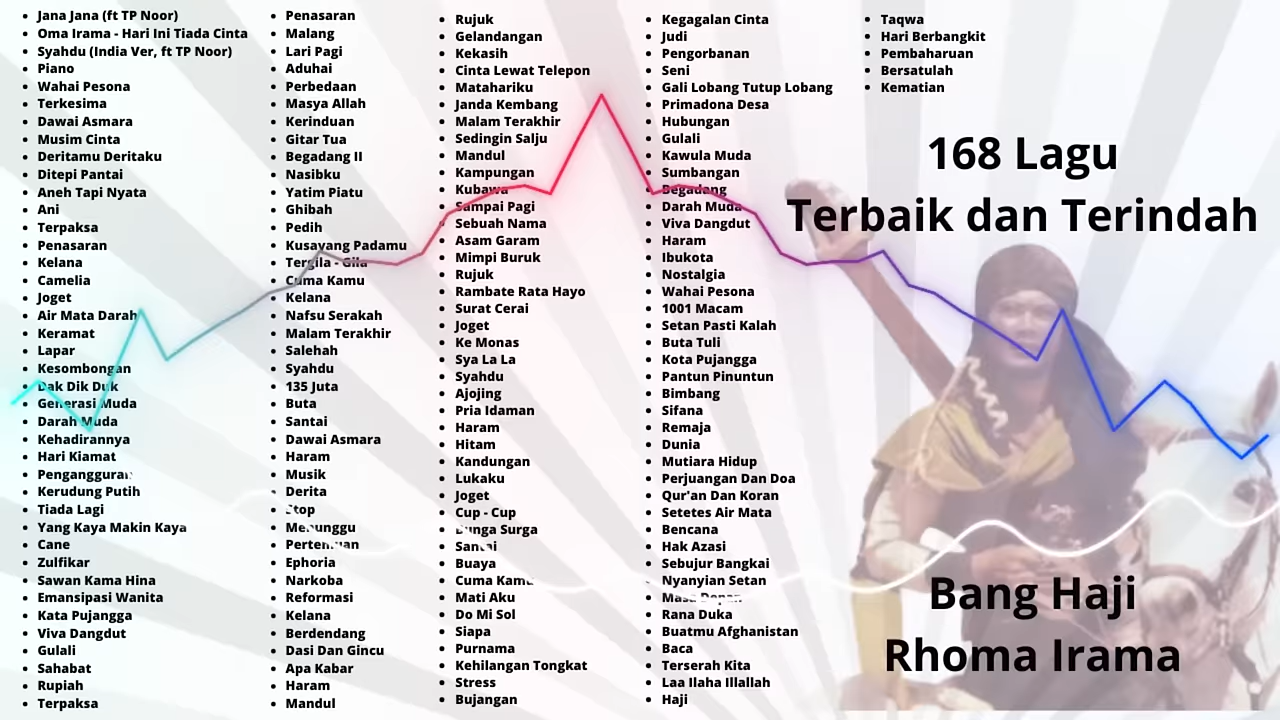 Jana Jana (ft TP Noor)
Oma Irama - Hari Ini Tiada Cinta
Syahdu (India Ver, ft TP Noor)
Piano
Wahai Pesona
Terkesima
Dawai Asmara
Musim Cinta
Deritamu Deritaku
Ditepi Pantai
Aneh Tapi Nyata
Ani
Terpaksa
Penasaran
Kelana
Camelia
Joget
Air Mata Darah
Keramat
Lapar
Kesombongan
Dak Dik Duk
Generasi Muda
Darah Muda
Kehadirannya
Hari Kiamat
Pengangguran
Kerudung Putih
Tiada Lagi
Yang Kaya Makin Kaya
Cane
Zulfikar
Sawan Kama Hina
Emansipasi Wanita
Kata Pujangga
Viva Dangdut
Gulali
Sahabat
Rupiah
Terpaksa
Penasaran
Malang
Lari Pagi
Aduhai
Perbedaan
Masya Allah
Kerinduan
Gitar Tua
Begadang II
Nasibku
Yatim Piatu
Ghibah
Pedih
Kusayang Padamu
Tergila - Gila
Cuma Kamu
Kelana
Nafsu Serakah
Malam Terakhir
Salehah
Syahdu
135 Juta
Buta
Santai
Dawai Asmara
Haram
Musik
Derita
Stop
Menunggu
Pertemuan
Ephoria
Narkoba
Reformasi
Kelana
Berdendang
Dasi Dan Gincu
Apa Kabar
Haram
Mandul
Rujuk
Gelandangan
Kekasih
Cinta Lewat Telepon
Matahariku
Janda Kembang
Malam Terakhir
Sedingin Salju
Mandul
Kampungan
Kubawa
Sampai Pagi
Sebuah Nama
Asam Garam
Mimpi Buruk
Rujuk
Rambate Rata Hayo
Surat Cerai
Joget
Ke Monas
Sya La La
Syahdu
Ajojing
Pria Idaman
Haram
Hitam
Kandungan
Lukaku
Joget
Cup - Cup
Bunga Surga
Santai
Buaya
Cuma Kamu
Mati Aku
Do Mi Sol
Siapa
Purnama
Kehilangan Tongkat
Stress
Bujangan
Kegagalan Cinta
Judi
Pengorbanan
Seni
Gali Lobang Tutup Lobang
Primadona Desa
Hubungan
Gulali
Kawula Muda
Sumbangan
Begadang
Darah Muda
Viva Dangdut
Haram
Ibukota
Nostalgia
Wahai Pesona
1001 Macam
Setan Pasti Kalah
Buta Tuli
Kota Pujangga
Pantun Pinuntun
Bimbang
Sifana
Remaja
Dunia
Mutiara Hidup
Perjuangan Dan Doa
Qur'an Dan Koran
Setetes Air Mata
Bencana
Hak Azasi
Sebujur Bangkai
Nyanyian Setan
Masa Depan
Rana Duka
Buatmu Afghanistan
Baca
Terserah Kita
Laa Ilaha Illallah
Haji
Taqwa
Hari Berbangkit
Pembaharuan
Bersatulah
Kematian
168 Lagu
Terbaik dan Terindah
Bang Haji
Rhoma Irama